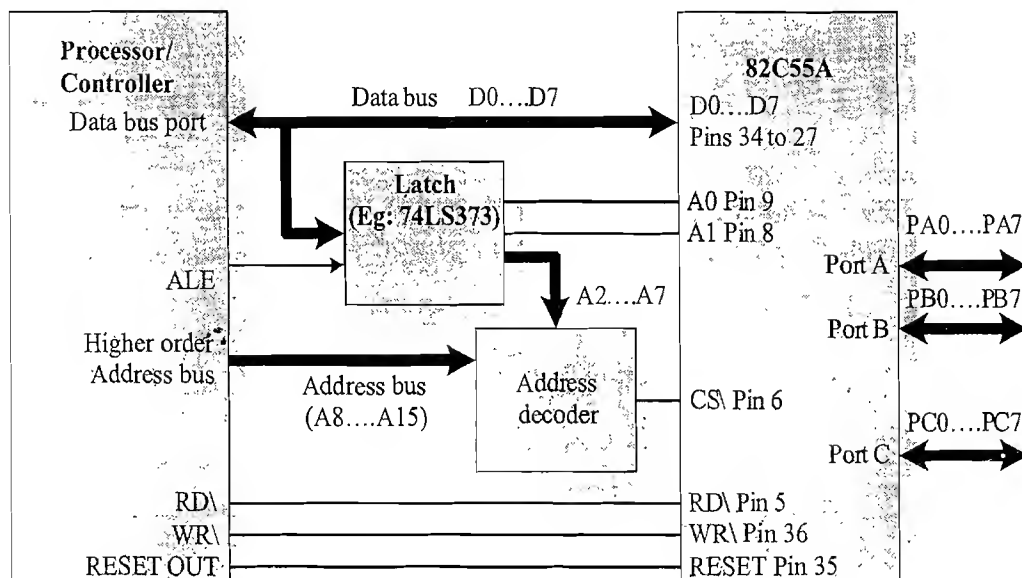 Processor/
Controller
Data bus port
Data bus D0....D7
82C55A
D0....D7
Pins 34 to 27
Latch
(Eg: 74LS373)
A0 Pin 9
A1 Pin 8
ALE
A2....A7
PA0....PA7
Port A
PB0....PB7
Port B
Higher order
Address bus
Address bus
(A8....A15)
Address
decoder
CS\ Pin 6
PC0....PC7
Port C
RD\
RD\ Pin 5
WR\
WR\ Pin 36
RESET OUT
RESET Pin 35